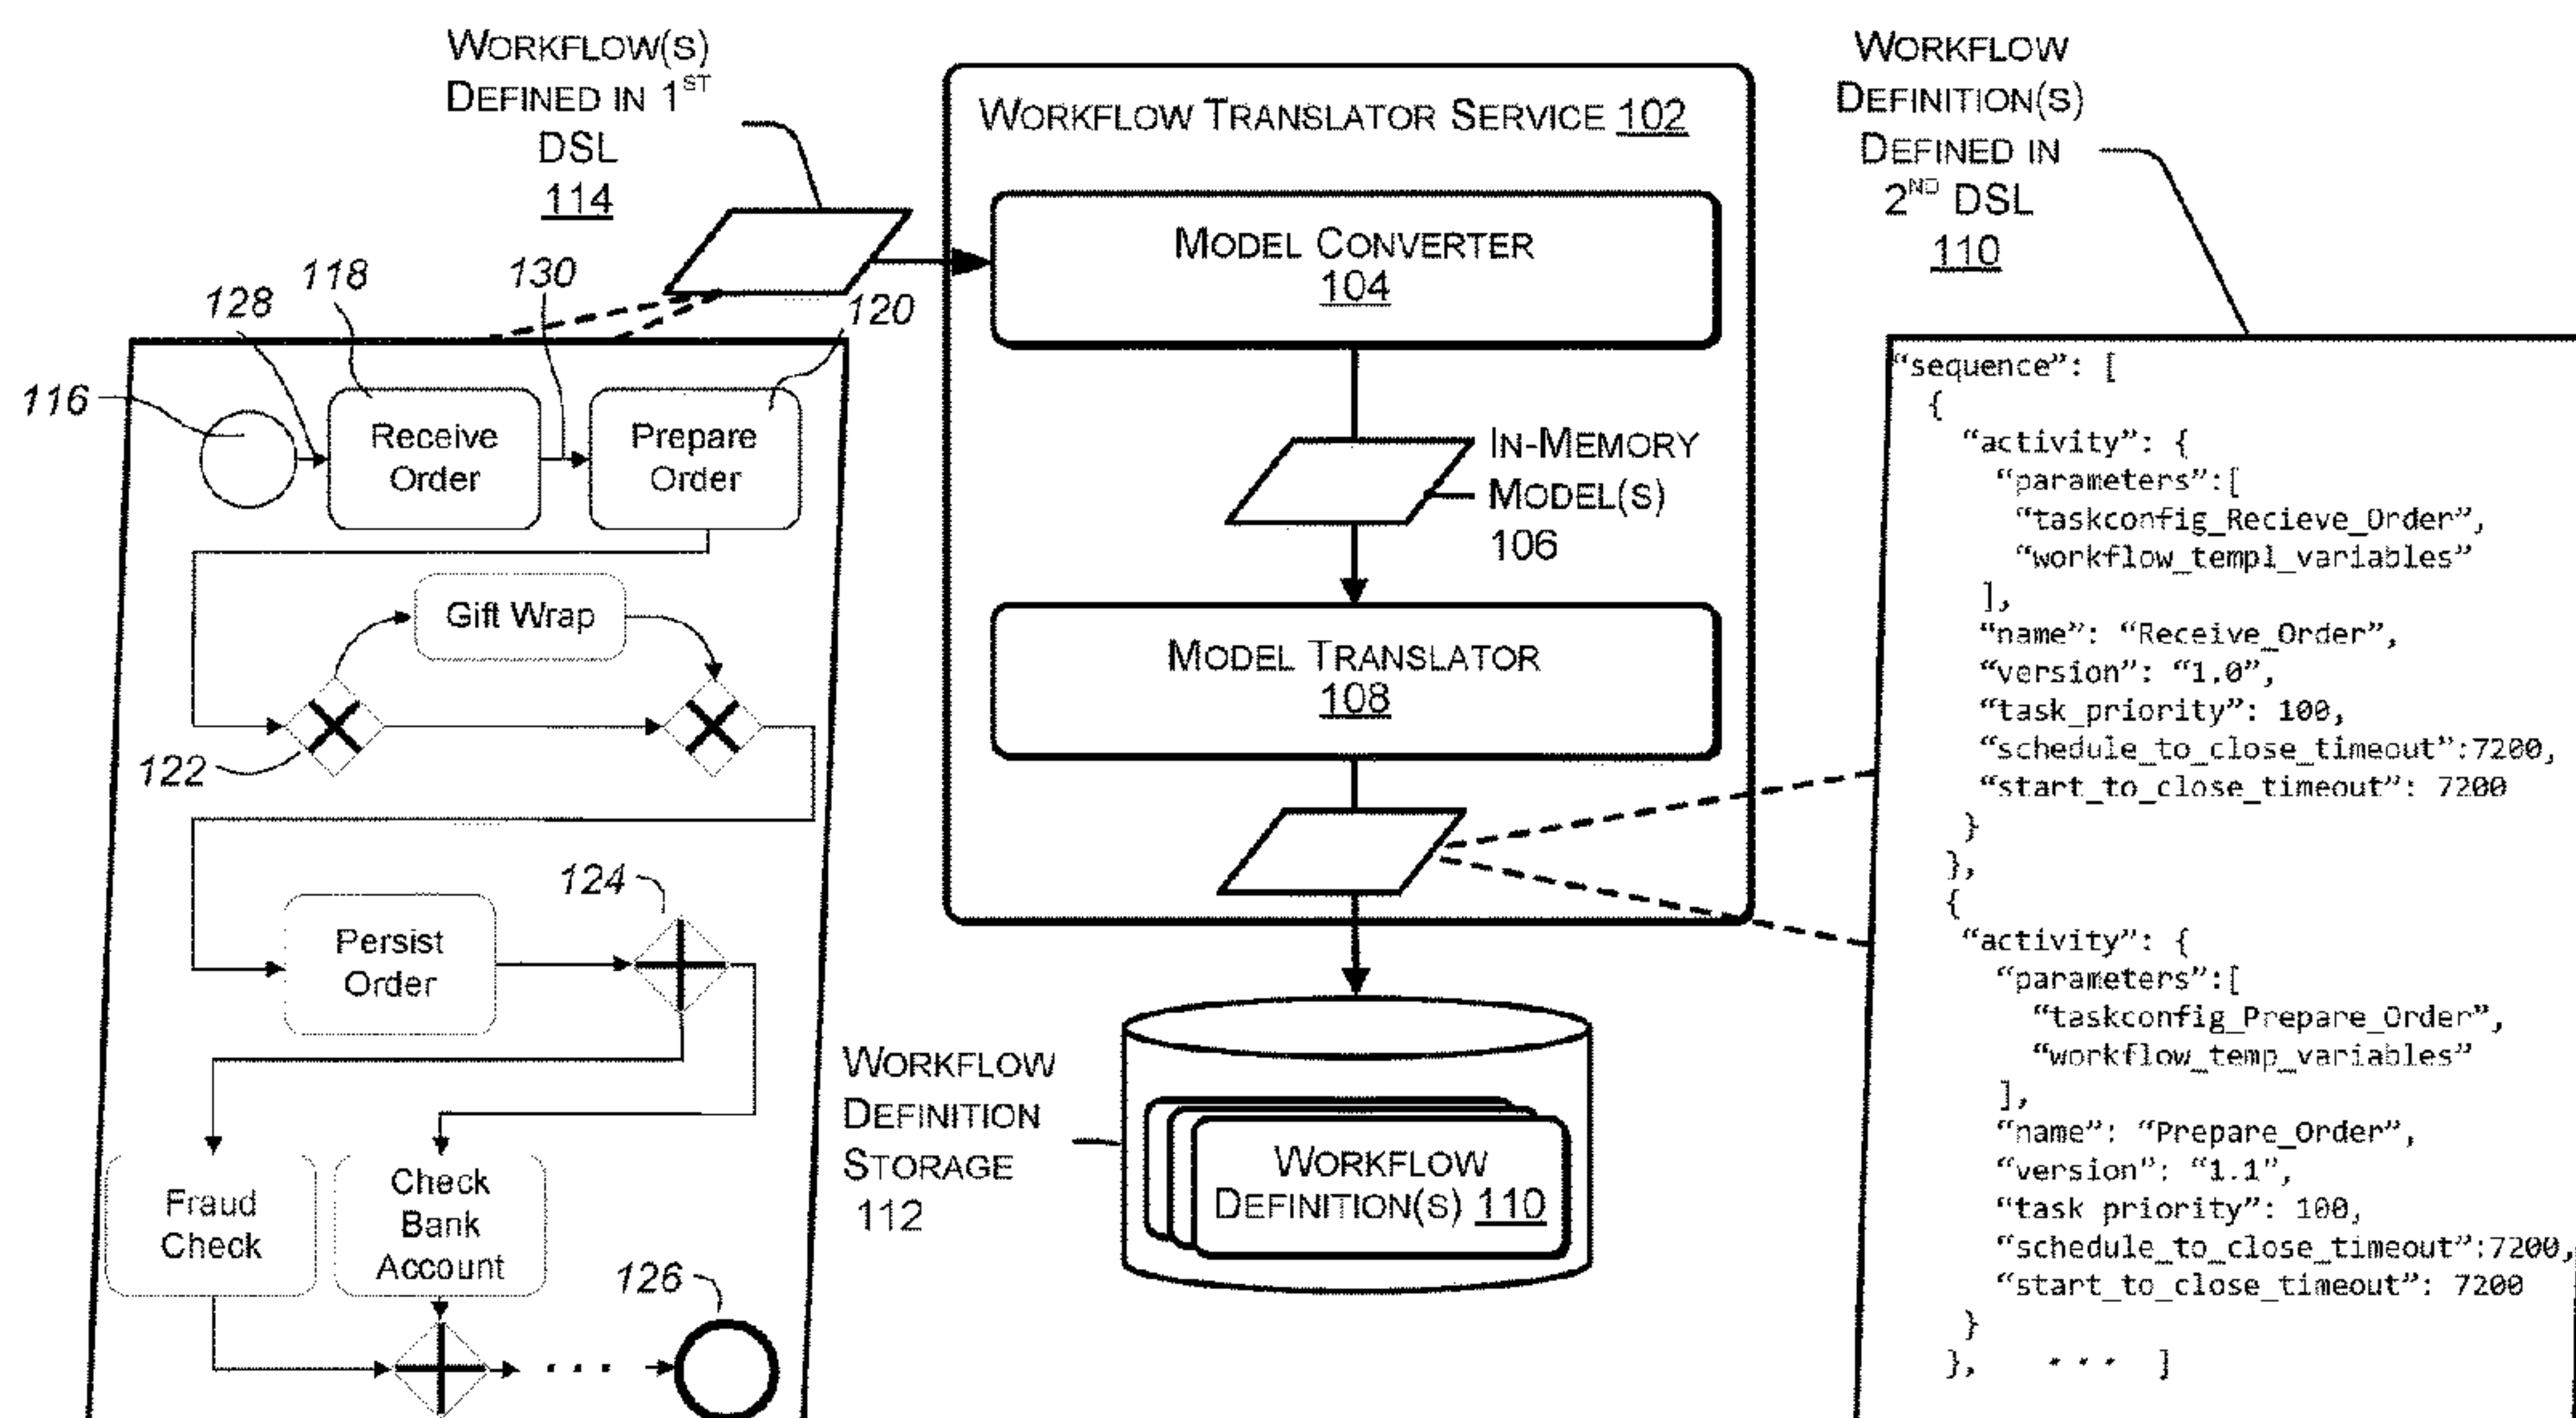 WORKFLOW(S)
DEFINED IN 1ST
DSL
114
118
130
128
120
116
Receive
Order
Prepare
Order
Gift Wrap
122
124
Persist
Order
Fraud
Check
Check
Bank
Account
126
. . .
WORKFLOW TRANSLATOR SERVICE 102
MODEL CONVERTER
104
IN-MEMORY
MODEL(S)
106
MODEL TRANSLATOR
108
WORKFLOW
DEFINITION
STORAGE
112
WORKFLOW
DEFINITION(S) 110
WORKFLOW
DEFINITION(S)
DEFINED IN
2ND DSL
110
“sequence”: [
{
“activity”: {
“parameters”:[
“taskconfig_Recieve_Order”,
“workflow_templ_variables”
],
“name”: “Receive_Order”,
“version”: “1.0”,
“task_priority”: 100,
“schedule_to_close_timeout”:7200,
“start_to_close_timeout”: 7200
}
},
{
“activity”: {
“parameters”:[
“taskconfig_Prepare_Order”,
“workflow_temp_variables”
],
“name”: “Prepare_Order”,
“version”: “1.1”,
“task priority”: 100,
“schedule_to_close_timeout”:7200,
“start_to_close_timeout”: 7200
}
}, . . . ]